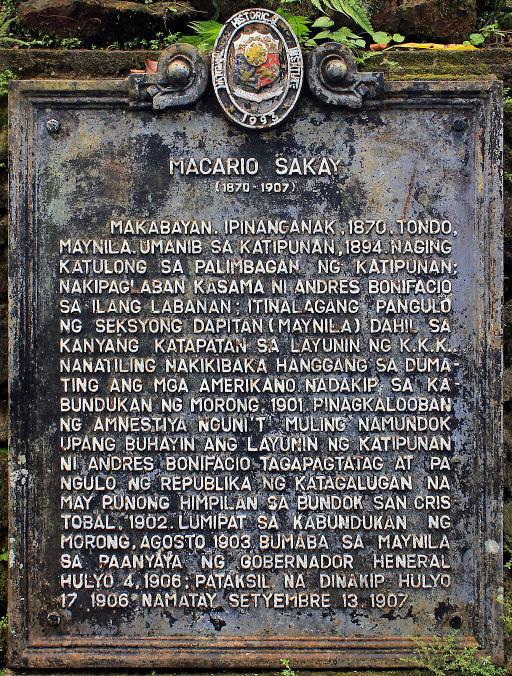 NATIONAL HISTORICAL INSTITUTE
1993
MACARIO SAKAY
(1870-1907)
MAKABAYAN. IPINANGANAK, 1870. TONDO,
MAYNILA. UMANIB SA KATIPUNAN, 1894. NAGING
KATULONG SA PALIMBAGAN NG KATIPUNAN;
NAKIPAGLABAN KASAMA NI ANDRES BONIFACIO
SA ILANG LABANAN; ITINALAGANG PANGULO
NG SEKSYONG DAPITAN (MAYNILA) DAHIL SA
KANYANG KATAPATAN SA LAYUNIN NG K.K.K..
NANATILING NAKIKIBAKA HANGGANG SA DUMA-
TING ANG MGA AMERIKANO. NADAKIP SA KA-
BUNDUKAN NG MORONG, 1901. PINAGKALOOBAN
NG AMNESTIYA NGUNI'T MULING NAMUNDOK
UPANG BUHAYIN ANG LAYUNIN NG KATIPUNAN
NI ANDRES BONIFACIO. TAGAPAGTATAG AT PA
NGULO NG REPUBLIKA NG KATAGALUGAN NA
MAY PUNONG HIMPILAN SA BUNDOK SAN CRIS
TOBAL, 1902. LUMIPAT SA KABUNDUKAN NG
MORONG, AGOSTO 1903. BUMABA SA MAYNILA
SA PAANYAYA NG GOBERNADOR HENERAL
HULYO 4, 1906; PATAKSIL NA DINAKIP HULYO
17, 1906. NAMATAY SETYEMBRE 13, 1907.